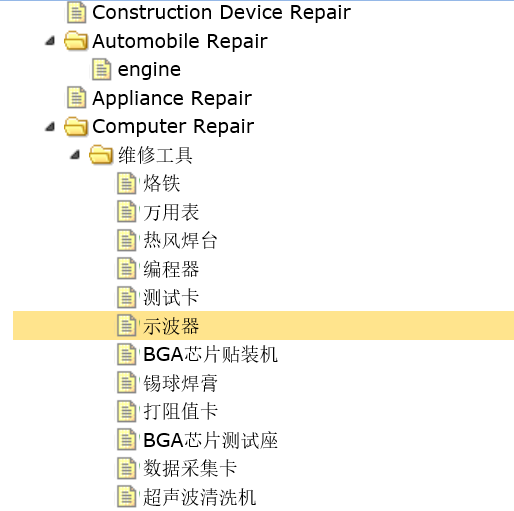 Construction Device Repair
Automobile Repair
engine
Appliance Repair
Computer Repair
维修工具
烙铁
万用表
热风焊台
编程器
测试卡
示波器
BGA芯片贴装机
锡球焊膏
打阻值卡
BGA芯片测试座
数据采集卡
超声波清洗机